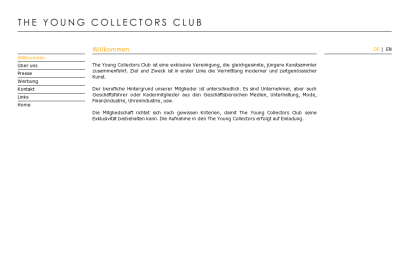 THE YOUNG COLLECTORS CLUB
Willkommen
DE | EN
Willkommen
Über uns
Presse
Werbung
Kontakt
Links
Home
The Young Collectors Club ist eine exklusive Vereinigung, die gleichgesinnte, jüngere Kunstsammler
zusammenführt. Ziel und Zweck ist in erster Linie die Vermittlung moderner und zeitgenössischer
Kunst.
Der berufliche Hintergrund unserer Mitglieder ist unterschiedlich. Es sind Unternehmer, aber auch
Geschäftsführer oder Kadermitglieder aus den Geschäftsbereichen Medien, Unterhaltung, Mode,
Finanzindustrie, Uhrenindustrie, usw.
Die Mitgliedschaft richtet sich nach gewissen Kriterien, damit The Young Collectors Club seine
Exklusivität beibehalten kann. Die Aufnahme in den The Young Collectors erfolgt auf Einladung.